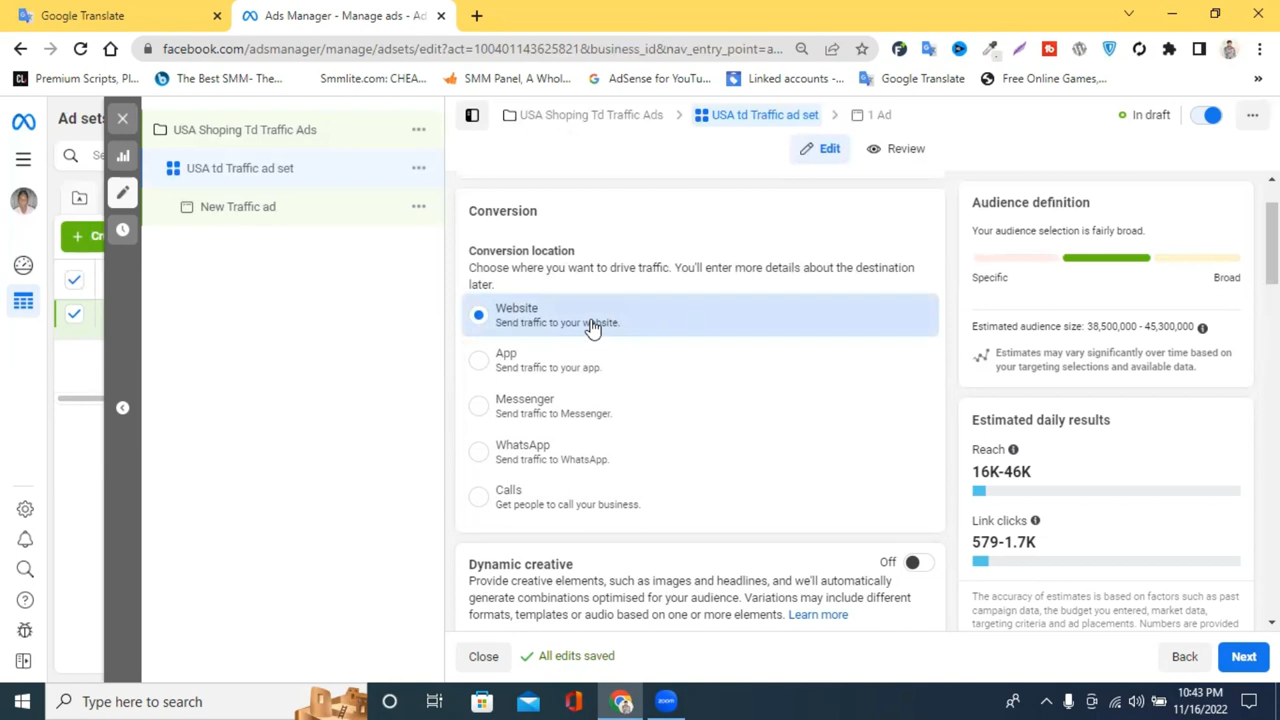 Google Translate
Ads Manager - Manage ads - Ad
facebook.com/adsmanager/manage/adsets/edit?act=100401143625821&business_id&nav_entry_point=a...
CL Premium Scripts, Pl...
The Best SMM- The...
Smmlite.com: CHEA...
SMM Panel, A Whol...
AdSense for YouTu...
Linked accounts -...
Google Translate
Free Online Games,...
»
Ad sets
Se
+ Cr
USA Shoping Td Traffic Ads
USA td Traffic ad set
New Traffic ad
USA Shoping Td Traffic Ads
USA td Traffic ad set
1 Ad
In draft
Edit
Review
Conversion
Conversion location
Choose where you want to drive traffic. You'll enter more details about the destination
later.
Website
Send traffic to your website.
App
Send traffic to your app.
Messenger
Send traffic to Messenger.
WhatsApp
Send traffic to WhatsApp.
Calls
Get people to call your business.
Dynamic creative
Off
Provide creative elements, such as images and headlines, and we'll automatically
generate combinations optimised for your audience. Variations may include different
formats, templates or audio based on one or more elements. Learn more
Audience definition
Your audience selection is fairly broad.
Specific
Broad
Estimated audience size: 38,500,000 - 45,300,000
Estimates may vary significantly over time based on
your targeting selections and available data.
Estimated daily results
Reach
16K-46K
Link clicks
579-1.7K
The accuracy of estimates is based on factors such as past
campaign data, the budget you entered, market data,
targeting criteria and ad placements. Numbers are provided
Close
All edits saved
Back
Next
Type here to search
zoom
10:43 PM
11/16/2022